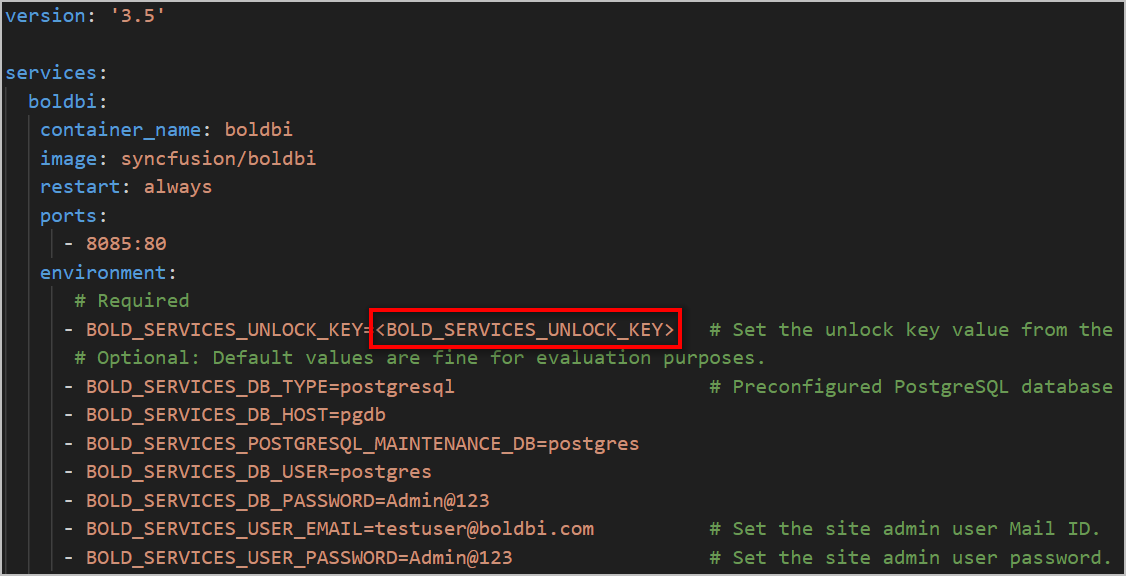 version: '3.5'
services:
boldbi:
container_name: boldbi
image: syncfusion/boldbi
restart: always
ports:
- 8085:80
environment:
# Required
- BOLD_SERVICES_UNLOCK_KEY=<BOLD_SERVICES_UNLOCK_KEY> # Set the unlock key value from the
# Optional: Default values are fine for evaluation purposes.
- BOLD_SERVICES_DB_TYPE=postgresql # Preconfigured PostgreSQL database
- BOLD_SERVICES_DB_HOST=pgdb
- BOLD_SERVICES_POSTGRESQL_MAINTENANCE_DB=postgres
- BOLD_SERVICES_DB_USER=postgres
- BOLD_SERVICES_DB_PASSWORD=Admin@123
- BOLD_SERVICES_USER_EMAIL=testuser@boldbi.com # Set the site admin user Mail ID.
- BOLD_SERVICES_USER_PASSWORD=Admin@123 # Set the site admin user password.